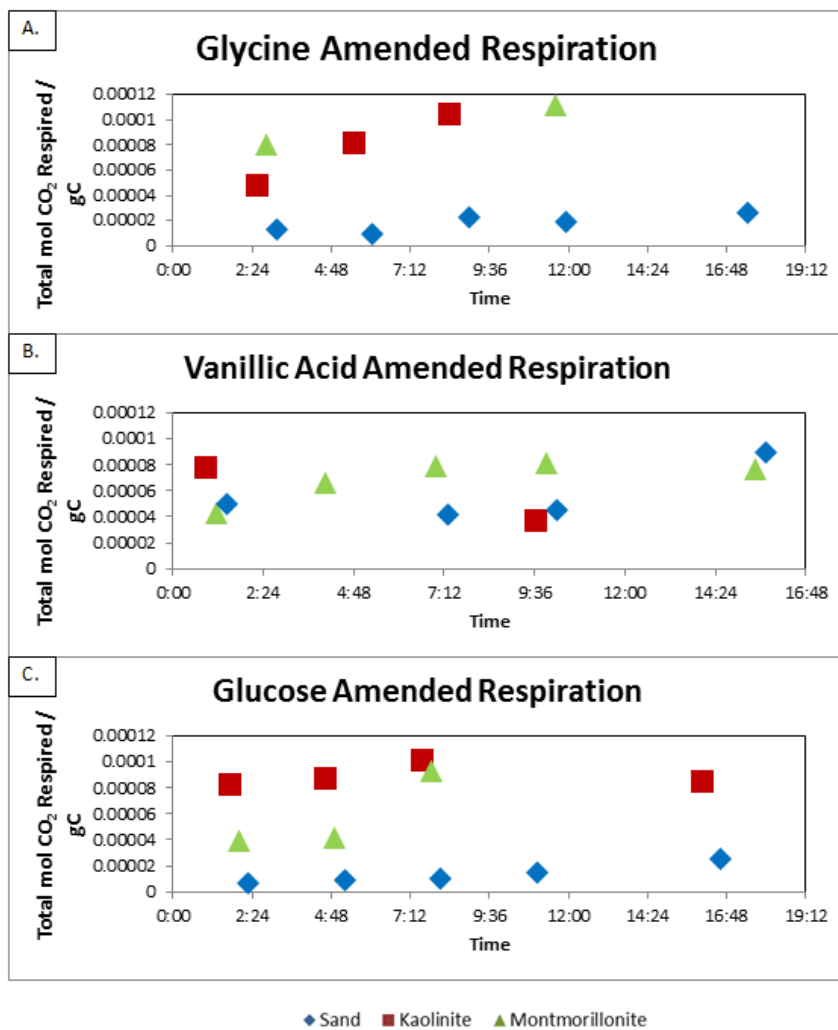 A.
Glycine Amended Respiration
Total mol CO₂ Respired /
gC
0.00012
0.0001
0.00008
0.00006
0.00004
0.00002
0
0:00 2:24 4:48 7:12 9:36 12:00 14:24 16:48 19:12
Time
B.
Vanillic Acid Amended Respiration
Total mol CO₂ Respired /
gC
0.00012
0.0001
0.00008
0.00006
0.00004
0.00002
0
0:00 2:24 4:48 7:12 9:36 12:00 14:24 16:48
Time
C.
Glucose Amended Respiration
Total mol CO₂ Respired /
gC
0.00012
0.0001
0.00008
0.00006
0.00004
0.00002
0
0:00 2:24 4:48 7:12 9:36 12:00 14:24 16:48 19:12
Time
Sand Kaolinite Montmorillonite